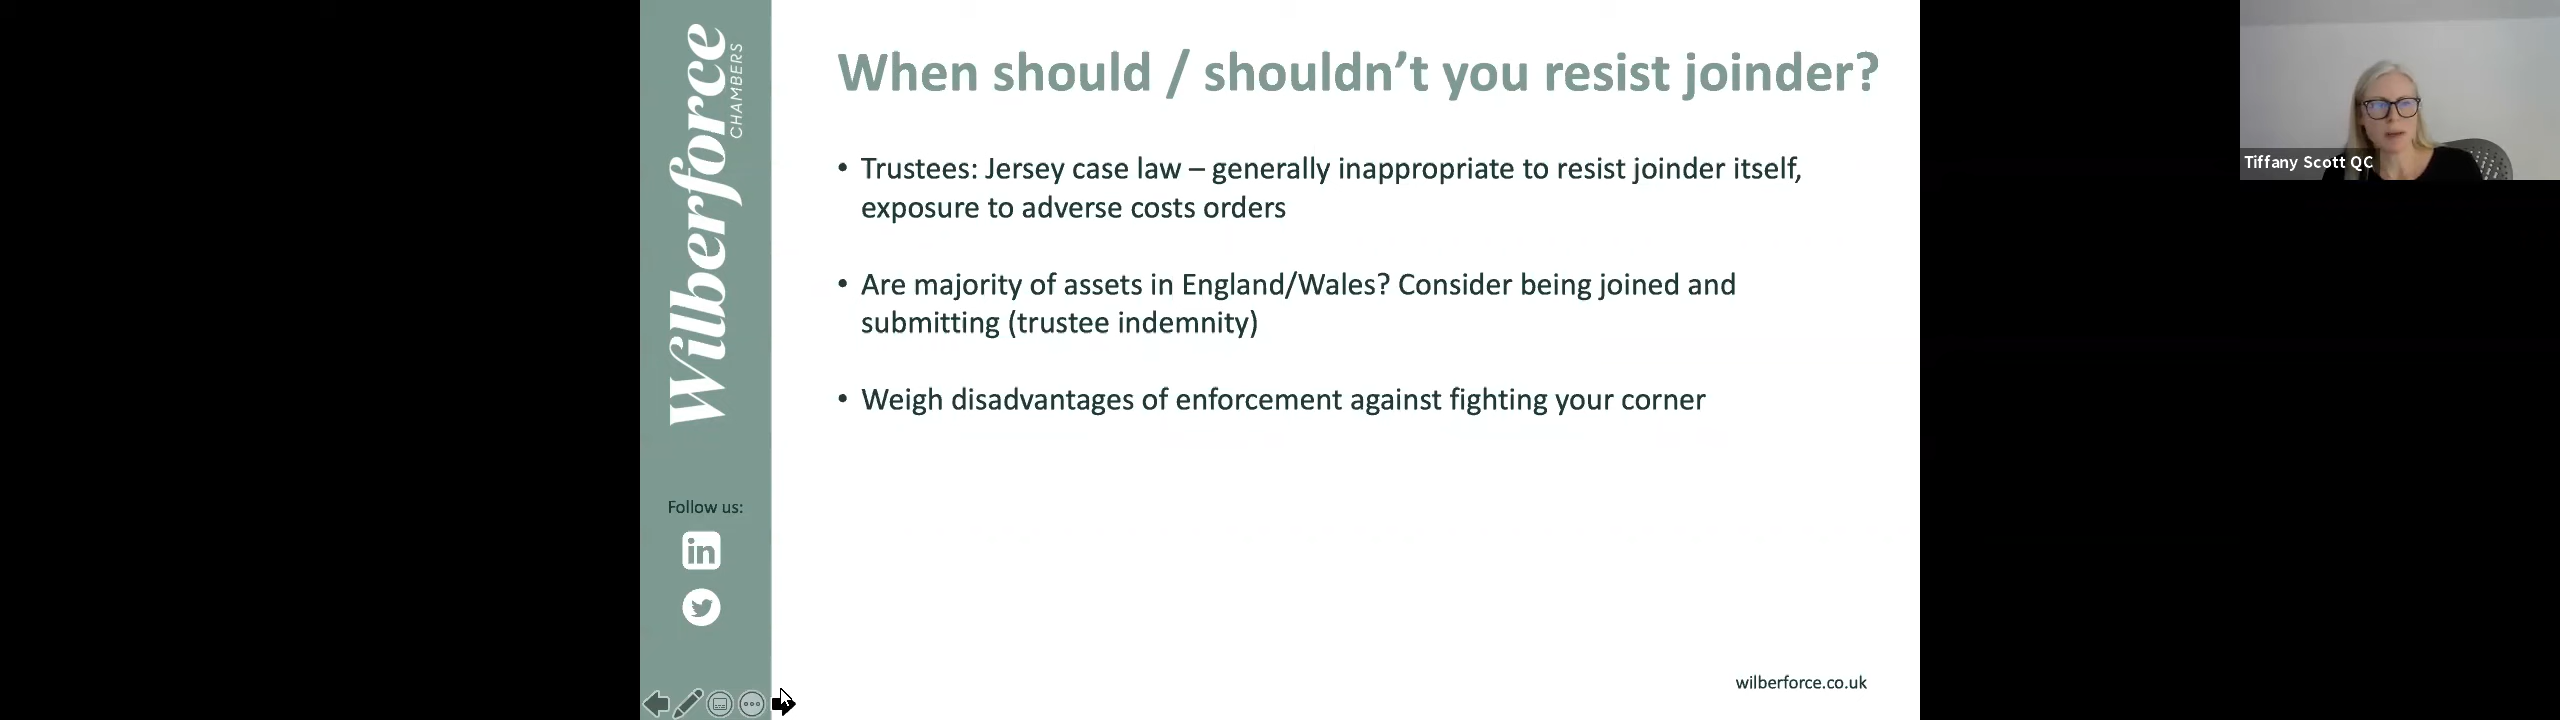 Wilberforce
CHAMBERS
When should / shouldn’t you resist joinder?
• Trustees: Jersey case law – generally inappropriate to resist joinder itself,
exposure to adverse costs orders
• Are majority of assets in England/Wales? Consider being joined and
submitting (trustee indemnity)
• Weigh disadvantages of enforcement against fighting your corner
Follow us:
in
wilberforce.co.uk
Tiffany Scott QC